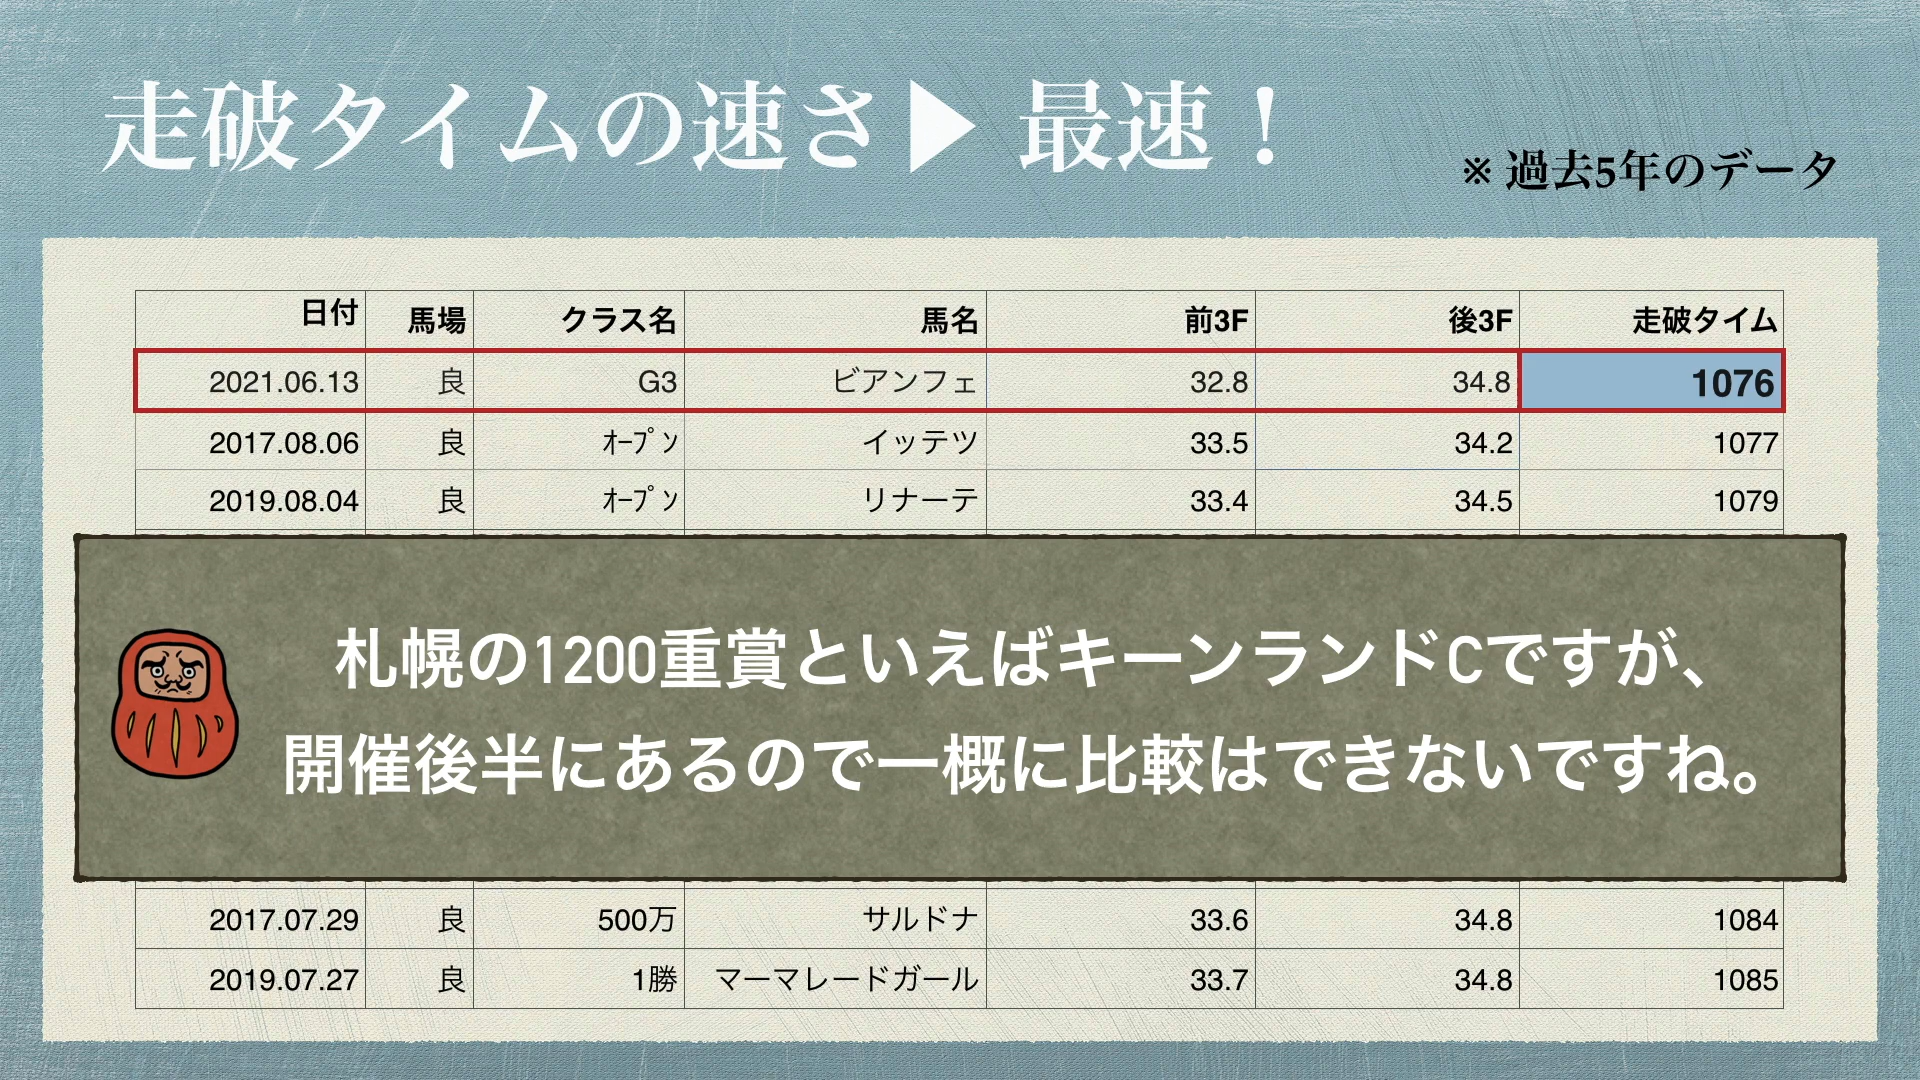 走破タイムの速さ▶ 最速！
※ 過去5年のデータ
日付 馬場 クラス名 馬名 前3F 後3F 走破タイム
2021.06.13 良 G3 ビアンフェ 32.8 34.8 1076
2017.08.06 良 ｵｰﾌﾟﾝ イッテツ 33.5 34.2 1077
2019.08.04 良 ｵｰﾌﾟﾝ リナーテ 33.4 34.5 1079
札幌の1200重賞といえばキーンランドCですが、
開催後半にあるので一概に比較はできないですね。
2017.07.29 良 500万 サルドナ 33.6 34.8 1084
2019.07.27 良 1勝 マーマレードガール 33.7 34.8 1085